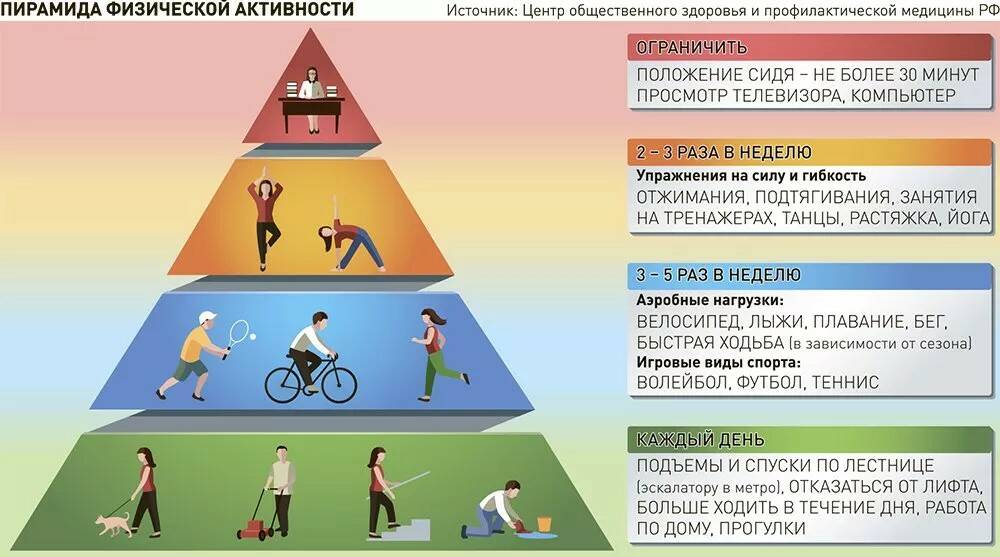 ПИРАМИДА ФИЗИЧЕСКОЙ АКТИВНОСТИ
Источник: Центр общественного здоровья и профилактической медицины РФ
ОГРАНИЧИТЬ
ПОЛОЖЕНИЕ СИДЯ – НЕ БОЛЕЕ 30 МИНУТ
ПРОСМОТР ТЕЛЕВИЗОРА, КОМПЬЮТЕР
2 – 3 РАЗА В НЕДЕЛЮ
Упражнения на силу и гибкость
ОТЖИМАНИЯ, ПОДТЯГИВАНИЯ, ЗАНЯТИЯ
НА ТРЕНАЖЕРАХ, ТАНЦЫ, РАСТЯЖКА, ЙОГА
3 – 5 РАЗ В НЕДЕЛЮ
Аэробные нагрузки:
ВЕЛОСИПЕД, ЛЫЖИ, ПЛАВАНИЕ, БЕГ,
БЫСТРАЯ ХОДЬБА (в зависимости от сезона)
Игровые виды спорта:
ВОЛЕЙБОЛ, ФУТБОЛ, ТЕННИС
КАЖДЫЙ ДЕНЬ
ПОДЪЕМЫ И СПУСКИ ПО ЛЕСТНИЦЕ
(эскалатору в метро), ОТКАЗАТЬСЯ ОТ ЛИФТА,
БОЛЬШЕ ХОДИТЬ В ТЕЧЕНИЕ ДНЯ, РАБОТА
ПО ДОМУ, ПРОГУЛКИ